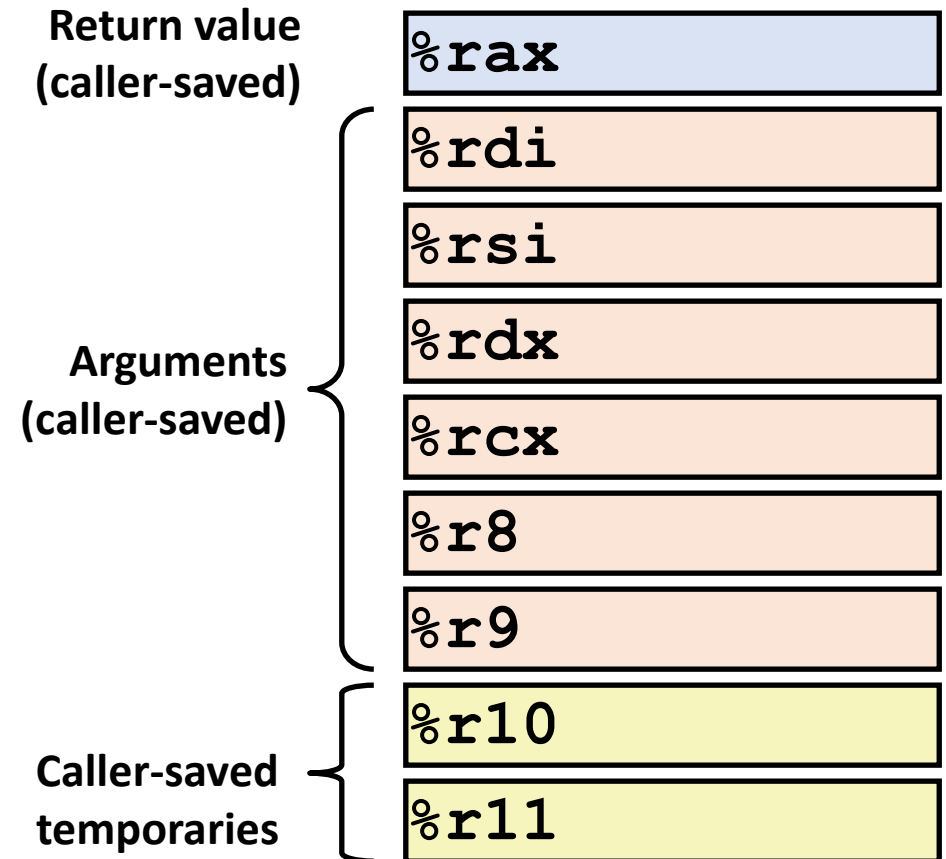 Return value
(caller-saved)
%rax
%rdi
%rsi
%rdx
Arguments
(caller-saved)
%rcx
%r8
%r9
%r10
Caller-saved
temporaries
%r11